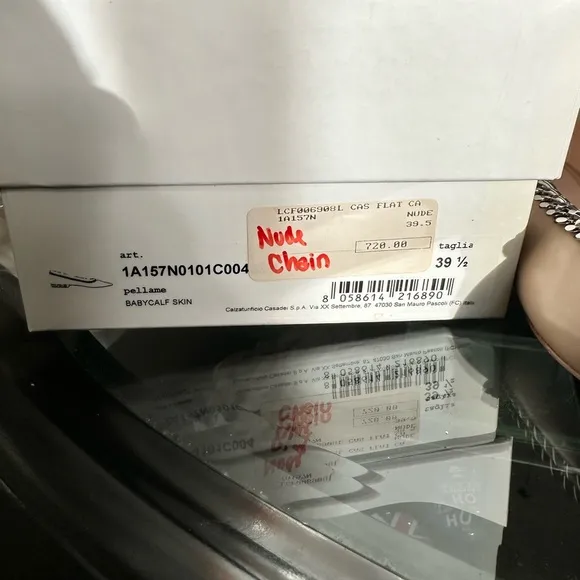 LCF006908L CAS FLAT CA
1A157N NUDE
39.5
Nude
Chain
720.00
art.
1A157N0101C004
taglia
39 ½
pellame
BABYCALF SKIN
8 058614 216890
Calzaturificio Casadei S.p.A. Via XX Settembre, 87 47030 San Mauro Pascoli (FC) Italy